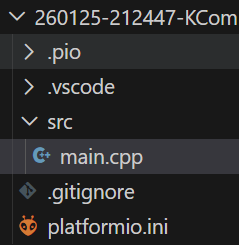 260125-212447-KCom
.pio
.vscode
src
main.cpp
.gitignore
platformio.ini